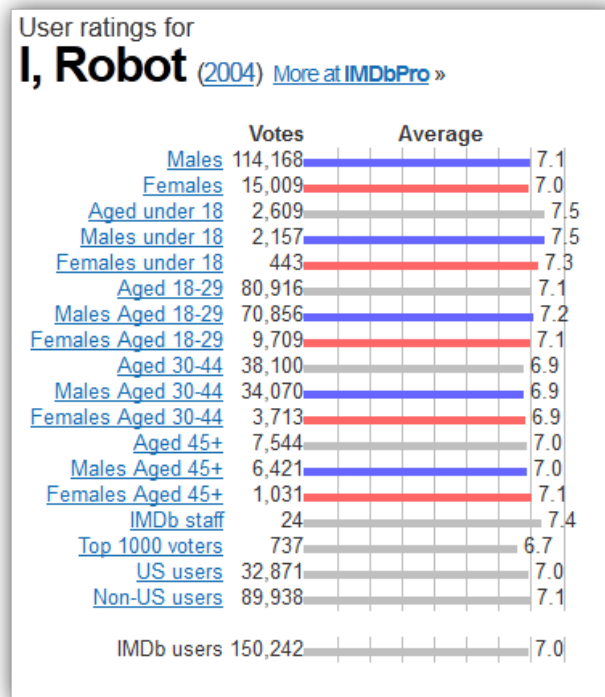 User ratings for
I, Robot (2004) More at IMDbPro »
Votes Average
Males 114,168 7.1
Females 15,009 7.0
Aged under 18 2,609 7.5
Males under 18 2,157 7.5
Females under 18 443 7.3
Aged 18-29 80,916 7.1
Males Aged 18-29 70,856 7.2
Females Aged 18-29 9,709 7.1
Aged 30-44 38,100 6.9
Males Aged 30-44 34,070 6.9
Females Aged 30-44 3,713 6.9
Aged 45+ 7,544 7.0
Males Aged 45+ 6,421 7.0
Females Aged 45+ 1,031 7.1
IMDb staff 24 7.4
Top 1000 voters 737 6.7
US users 32,871 7.0
Non-US users 89,938 7.1
IMDb users 150,242 7.0